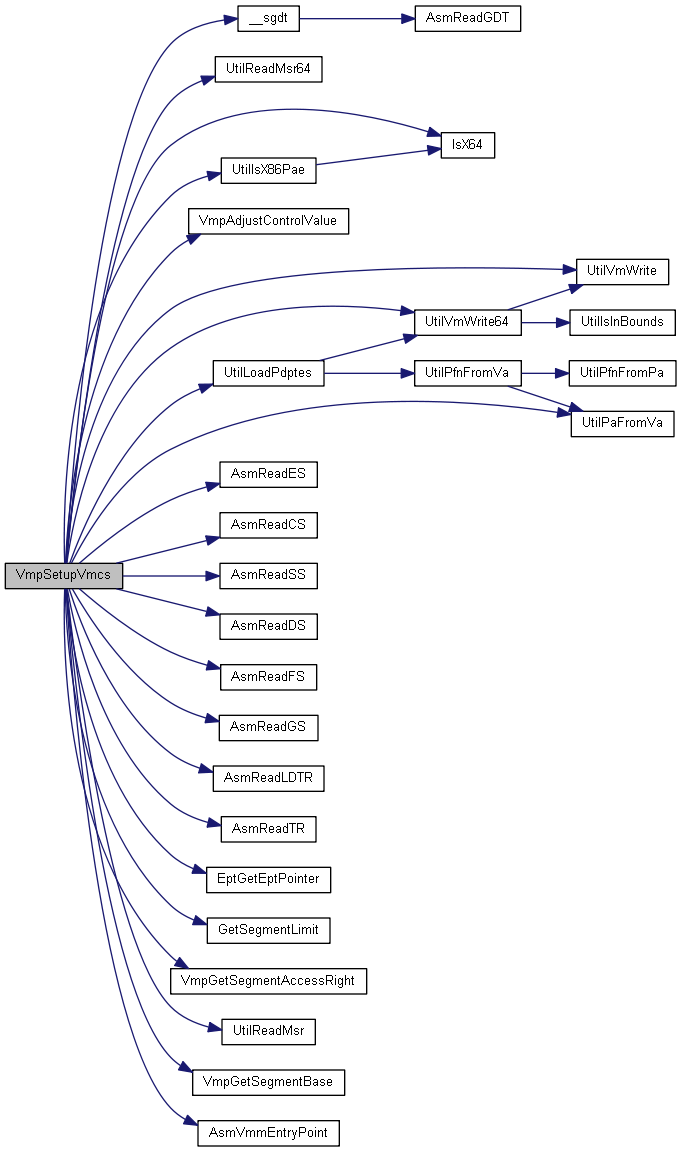 __sgdt
AsmReadGDT
UtilReadMsr64
IsX64
UtilIsX86Pae
VmpAdjustControlValue
UtilVmWrite
UtilVmWrite64
UtilIsInBounds
UtilLoadPdptes
UtilPfnFromVa
UtilPfnFromPa
UtilPaFromVa
AsmReadES
AsmReadCS
VmpSetupVmcs
AsmReadSS
AsmReadDS
AsmReadFS
AsmReadGS
AsmReadLDTR
AsmReadTR
EptGetEptPointer
GetSegmentLimit
VmpGetSegmentAccessRight
UtilReadMsr
VmpGetSegmentBase
AsmVmmEntryPoint